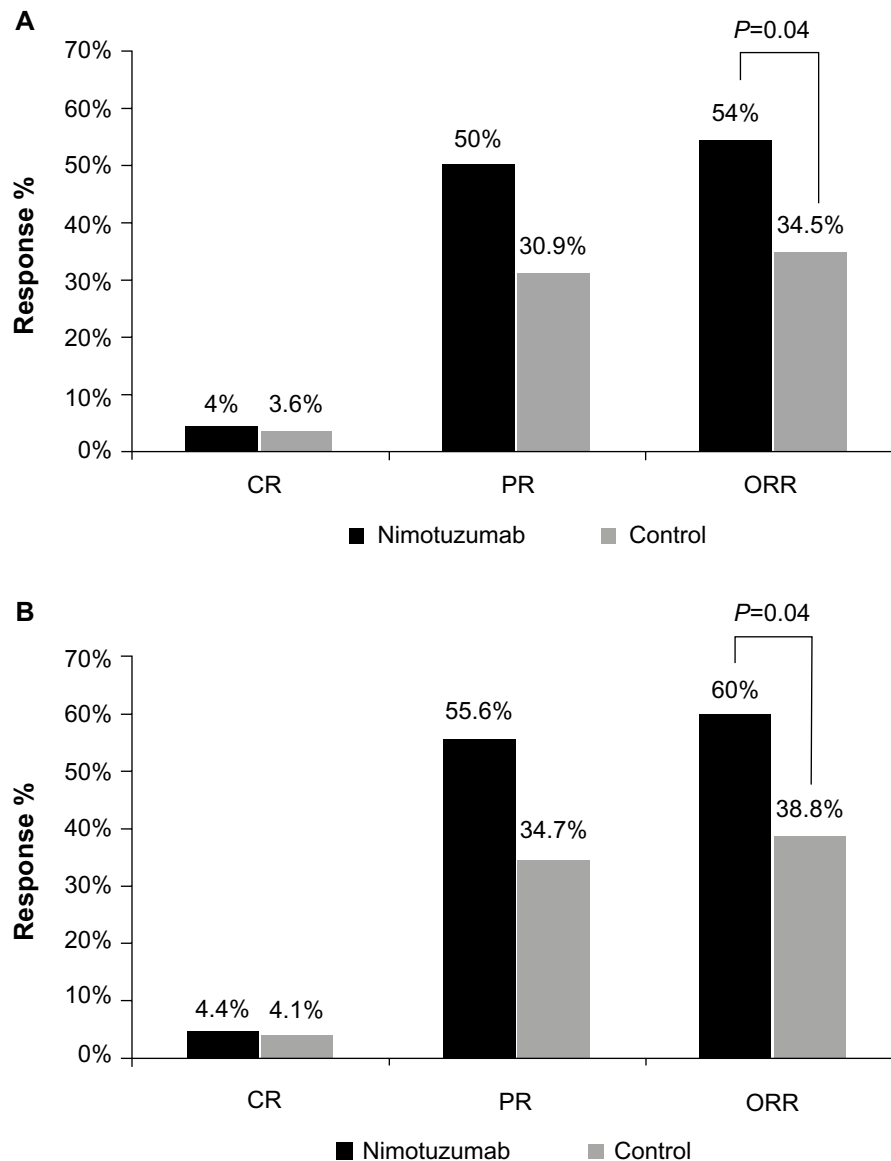 A
P=0.04
70%
60%
50%
40%
30%
20%
10%
0%
Response %
4%
3.6%
50%
30.9%
54%
34.5%
CR
PR
ORR
Nimotuzumab
Control
B
P=0.04
70%
60%
50%
40%
30%
20%
10%
0%
Response %
4.4%
4.1%
55.6%
34.7%
60%
38.8%
CR
PR
ORR
Nimotuzumab
Control